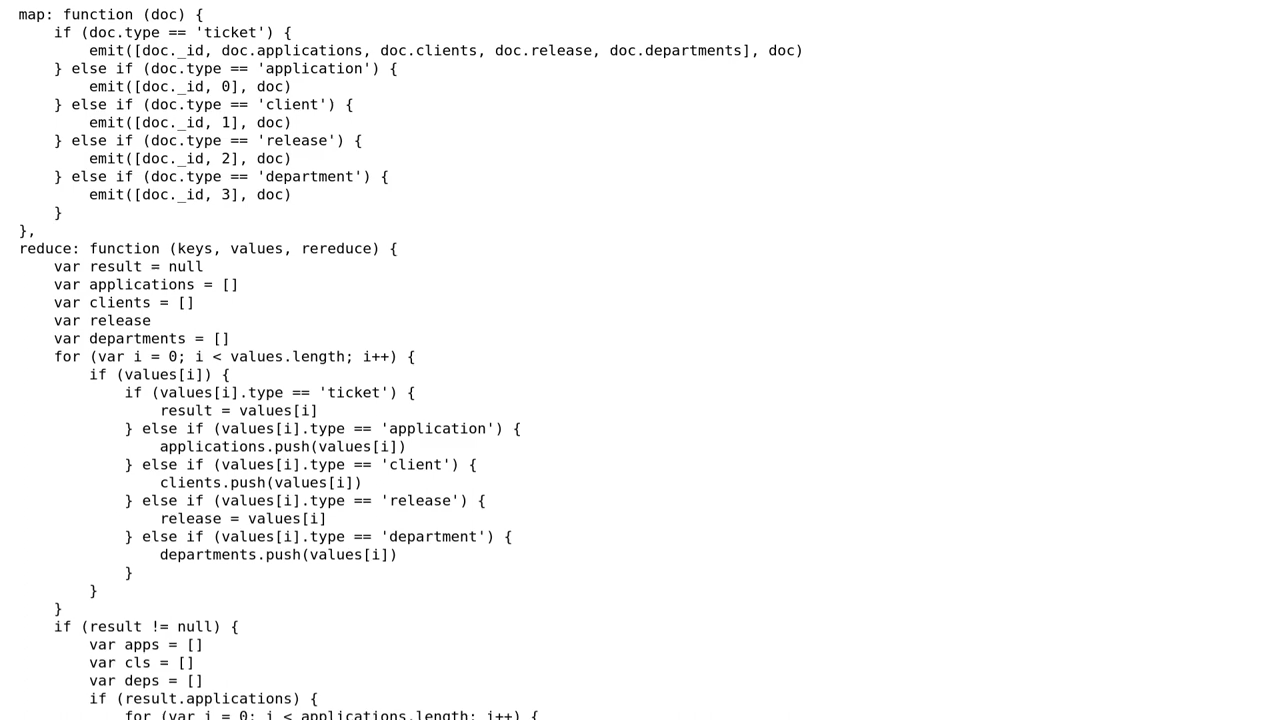 map: function (doc) {
    if (doc.type == 'ticket') {
        emit([doc._id, doc.applications, doc.clients, doc.release, doc.departments], doc)
    } else if (doc.type == 'application') {
        emit([doc._id, 0], doc)
    } else if (doc.type == 'client') {
        emit([doc._id, 1], doc)
    } else if (doc.type == 'release') {
        emit([doc._id, 2], doc)
    } else if (doc.type == 'department') {
        emit([doc._id, 3], doc)
    }
},
reduce: function (keys, values, rereduce) {
    var result = null
    var applications = []
    var clients = []
    var release
    var departments = []
    for (var i = 0; i < values.length; i++) {
        if (values[i]) {
            if (values[i].type == 'ticket') {
                result = values[i]
            } else if (values[i].type == 'application') {
                applications.push(values[i])
            } else if (values[i].type == 'client') {
                clients.push(values[i])
            } else if (values[i].type == 'release') {
                release = values[i]
            } else if (values[i].type == 'department') {
                departments.push(values[i])
            }
        }
    }
    if (result != null) {
        var apps = []
        var cls = []
        var deps = []
        if (result.applications) {
            for (var i = 0; i < applications.length; i++) {